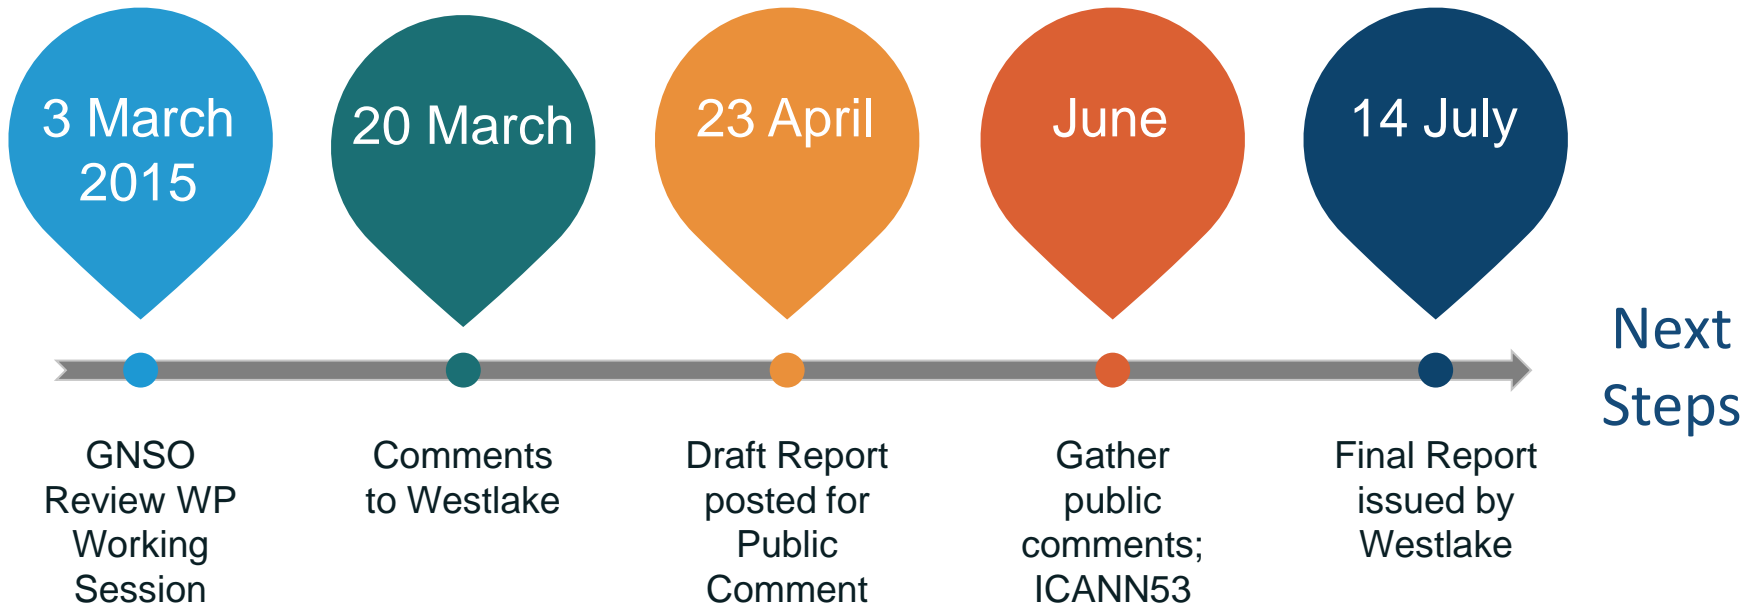 3 March
2015
20 March
23 April
June
14 July
GNSO
Review WP
Working
Session
Comments
to Westlake
Draft Report
posted for
Public
Comment
Gather
public
comments;
ICANN53
Final Report
issued by
Westlake
Next
Steps